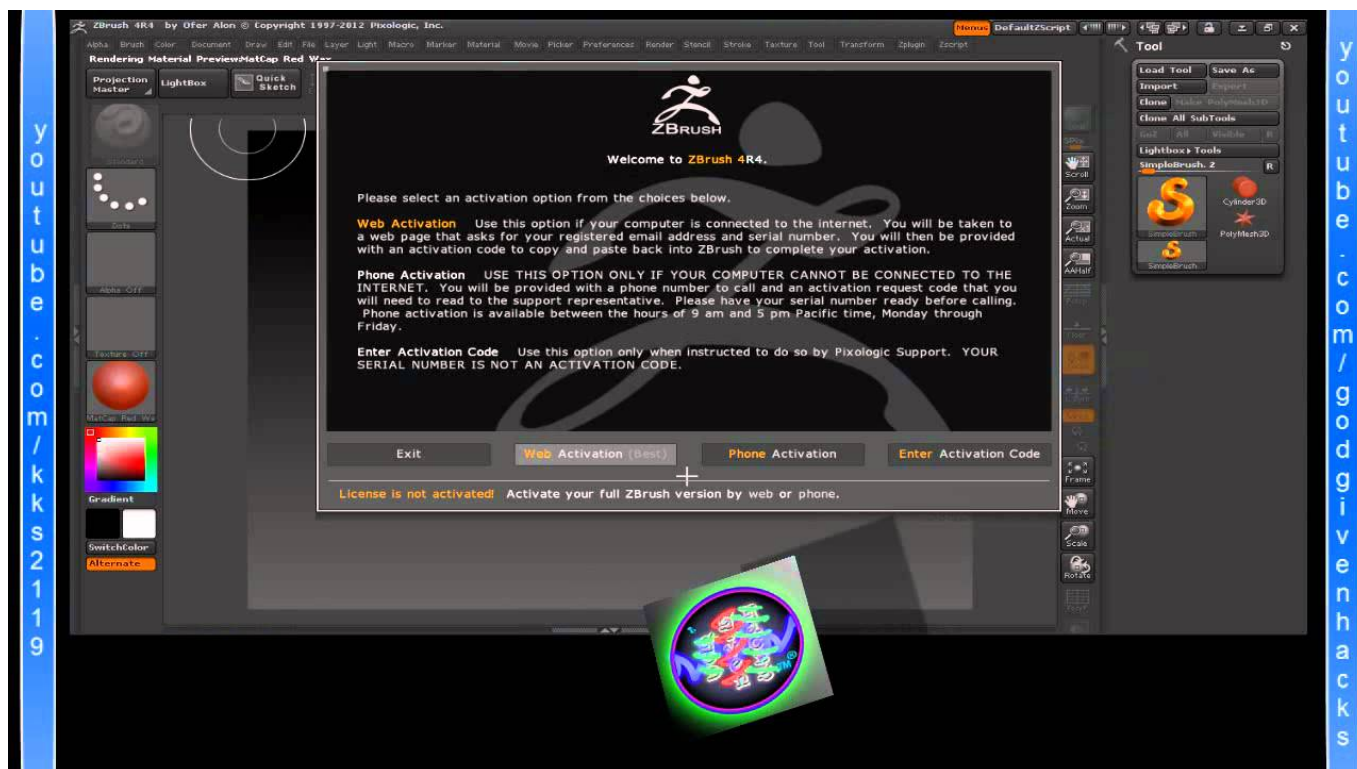 youtube.com/kks2119
ZBrush 4R4 by Ofer Alon © Copyright 1997-2012 Pixologic, Inc.
Menus DefaultZScript
Alpha Brush Color Document Draw Edit File Layer Light Macro Marker Material Movie Picker Preferences Render Stencil Stroke Texture Tool Transform Zplugin Zscript
Rendering Material Preview:MatCap Red Wax
Projection Master
LightBox
Quick Sketch
Standard
Dots
Alpha Off
Texture Off
MatCap Red Wa
Gradient
SwitchColor
Alternate
ZBRUSH
Welcome to ZBrush 4R4.
Please select an activation option from the choices below.
Web Activation Use this option if your computer is connected to the internet. You will be taken to
a web page that asks for your registered email address and serial number. You will then be provided
with an activation code to copy and paste back into ZBrush to complete your activation.
Phone Activation USE THIS OPTION ONLY IF YOUR COMPUTER CANNOT BE CONNECTED TO THE
INTERNET. You will be provided with a phone number to call and an activation request code that you
will need to read to the support representative. Please have your serial number ready before calling.
Phone activation is available between the hours of 9 am and 5 pm Pacific time, Monday through
Friday.
Enter Activation Code Use this option only when instructed to do so by Pixologic Support. YOUR
SERIAL NUMBER IS NOT AN ACTIVATION CODE.
Exit
Web Activation (Best)
Phone Activation
Enter Activation Code
License is not activated! Activate your full ZBrush version by web or phone.
SPix
Scroll
Zoom
Actual
AAHalf
Persp
Floor
Frame
Move
Scale
Rotate
Tool
Load Tool Save As
Import Export
Clone Make PolyMesh3D
Clone All SubTools
GoZ All Visible R
Lightbox▸Tools
SimpleBrush. 2 R
SimpleBrush
Cylinder3D
PolyMesh3D
SimpleBrush
youtube.com/godgivenhacks